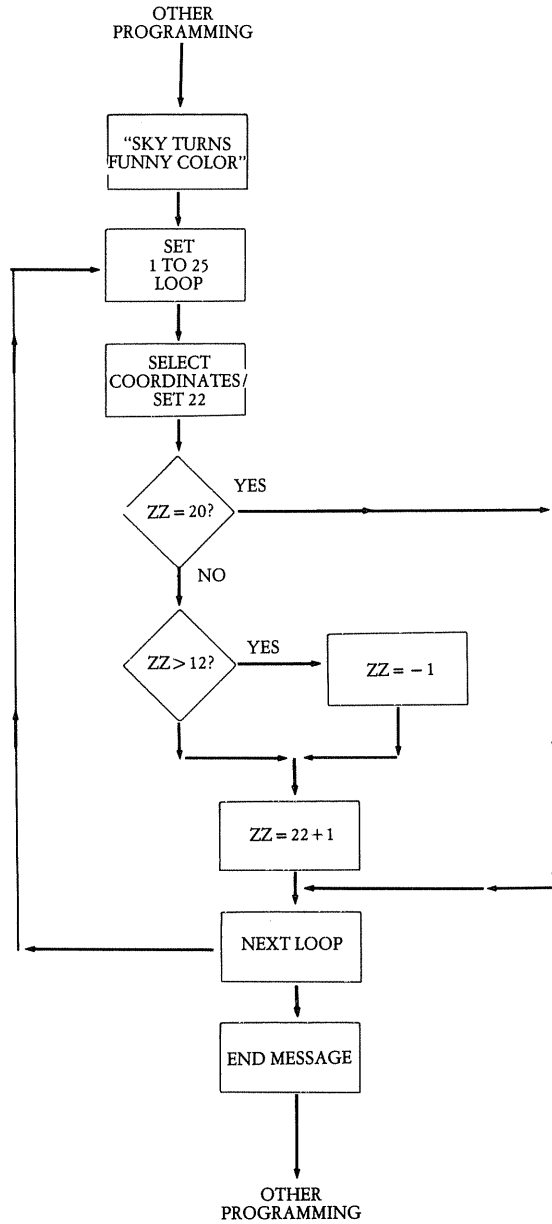 OTHER
PROGRAMMING
“SKY TURNS
FUNNY COLOR”
SET
1 TO 25
LOOP
SELECT
COORDINATES/
SET 22
YES
ZZ = 20?
NO
YES
ZZ > 12?
ZZ = − 1
ZZ = 22 + 1
NEXT LOOP
END MESSAGE
OTHER
PROGRAMMING